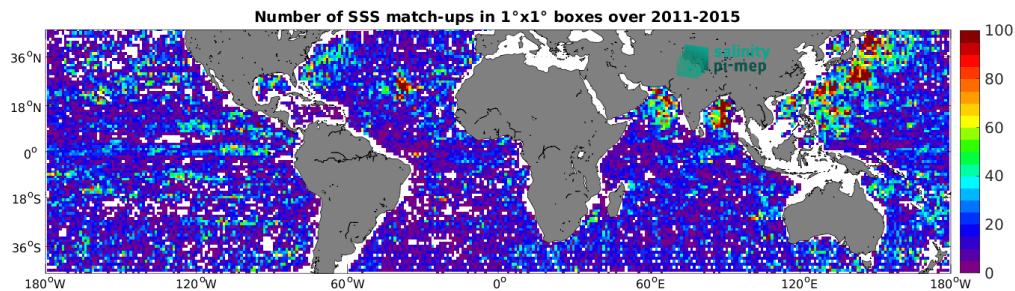 Number of SSS match-ups in 1°x1° boxes over 2011-2015
36°N
18°N
0°
18°S
36°S
180°W
120°W
60°W
0°
60°E
120°E
180°W
salinity
pi-mep
100
80
60
40
20
0